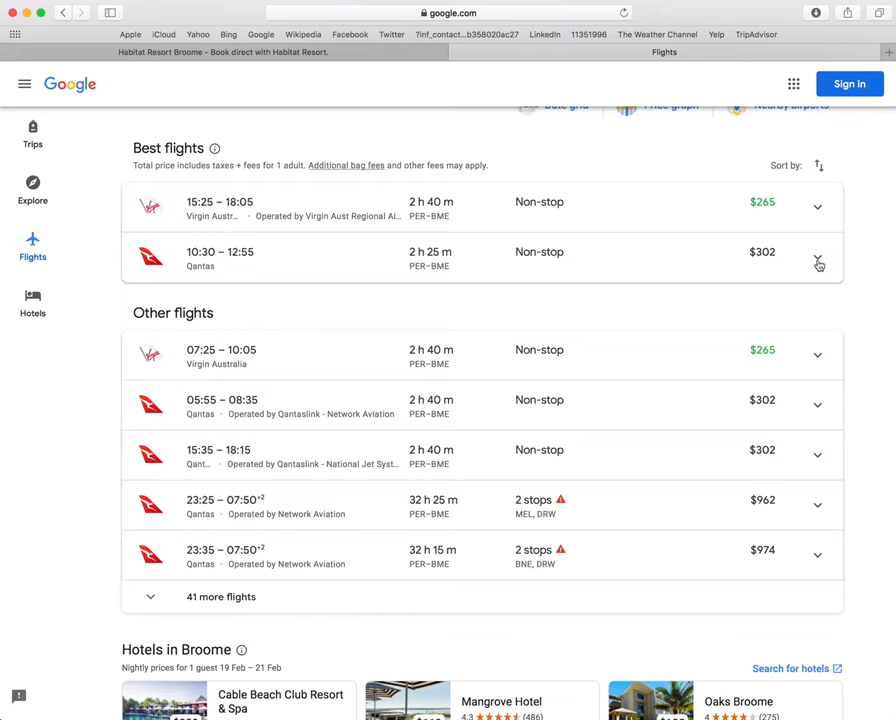 google.com
Apple iCloud Yahoo Bing Google Wikipedia Facebook Twitter ?inf_contact...b358020ac27 LinkedIn 11351996 The Weather Channel Yelp TripAdvisor
Habitat Resort Broome - Book direct with Habitat Resort. Flights
Google Sign in
Date grid Price graph Nearby airports
Trips
Explore
Flights
Hotels
Best flights
Total price includes taxes + fees for 1 adult. Additional bag fees and other fees may apply. Sort by:
15:25 – 18:05 2 h 40 m Non-stop $265
Virgin Austr... · Operated by Virgin Aust Regional Ai... PER–BME
10:30 – 12:55 2 h 25 m Non-stop $302
Qantas PER–BME
Other flights
07:25 – 10:05 2 h 40 m Non-stop $265
Virgin Australia PER–BME
05:55 – 08:35 2 h 40 m Non-stop $302
Qantas · Operated by Qantaslink - Network Aviation PER–BME
15:35 – 18:15 2 h 40 m Non-stop $302
Qant... · Operated by Qantaslink - National Jet Syst... PER–BME
23:25 – 07:50+2 32 h 25 m 2 stops $962
Qantas · Operated by Network Aviation PER–BME MEL, DRW
23:35 – 07:50+2 32 h 15 m 2 stops $974
Qantas · Operated by Network Aviation PER–BME BNE, DRW
41 more flights
Hotels in Broome
Nightly prices for 1 guest 19 Feb – 21 Feb Search for hotels
Cable Beach Club Resort & Spa
Mangrove Hotel
4.3 (486)
Oaks Broome
4 (275)